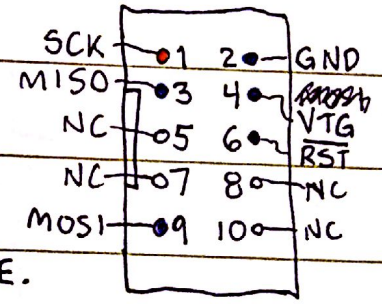 SCK 1 2 GND
MISO 3 4 VTG
NC 5 6 RST
NC 7 8 NC
MOSI 9 10 NC
E.